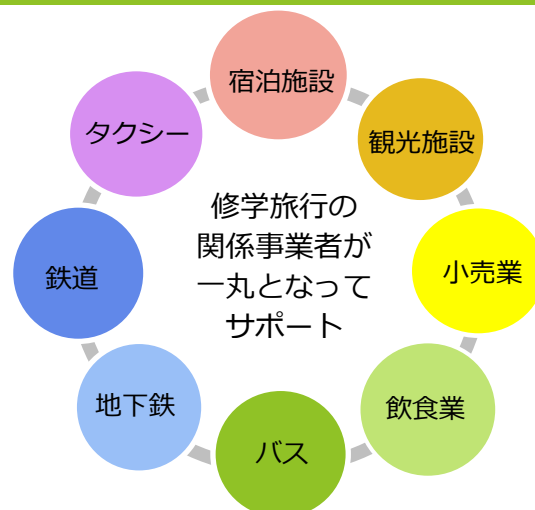 宿泊施設
観光施設
小売業
飲食業
バス
地下鉄
鉄道
タクシー
修学旅行の
関係事業者が
一丸となって
サポート